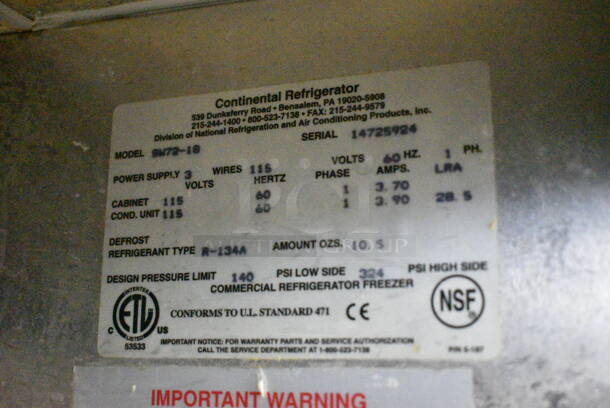 Continental Refrigerator
539 Dunksferry Road • Bensalem, PA 19020-5908
215-244-1400 • 800-523-7138 • FAX: 215-244-9579
Division of National Refrigeration and Air Conditioning Products, Inc.
MODEL SW72-18 SERIAL 14725924
POWER SUPPLY 3 WIRES 115 VOLTS 60 HZ. 1 PH.
VOLTS HERTZ PHASE AMPS. LRA
CABINET 115 60 1 3.70
COND. UNIT 115 60 1 3.90 28.5
DEFROST
REFRIGERANT TYPE R-134A AMOUNT OZS. 10.5
DESIGN PRESSURE LIMIT 140 PSI LOW SIDE 324 PSI HIGH SIDE
COMMERCIAL REFRIGERATOR FREEZER
INTERTEK
ETL
C US
LISTED
53533
CONFORMS TO U.L. STANDARD 471 CE
NSF
IMPORTANT NOTICE: FOR WARRANTY PARTS AND SERVICE AUTHORIZATION
CALL THE SERVICE DEPARTMENT AT 1-800-523-7138
P/N 5-187
IMPORTANT WARNING